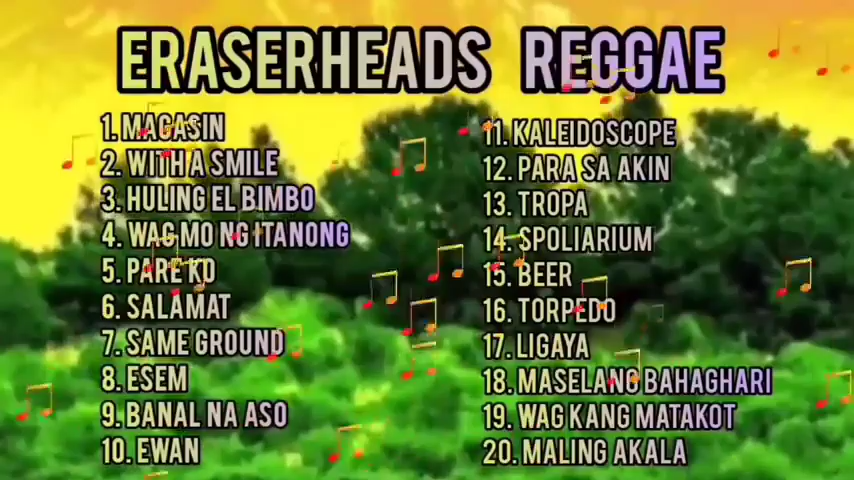 ERASERHEADS REGGAE
1. MAGASIN
2. WITH A SMILE
3. HULING EL BIMBO
4. WAG MO NG ITANONG
5. PARE KO
6. SALAMAT
7. SAME GROUND
8. ESEM
9. BANAL NA ASO
10. EWAN
11. KALEIDOSCOPE
12. PARA SA AKIN
13. TROPA
14. SPOLIARIUM
15. BEER
16. TORPEDO
17. LIGAYA
18. MASELANG BAHAGHARI
19. WAG KANG MATAKOT
20. MALING AKALA